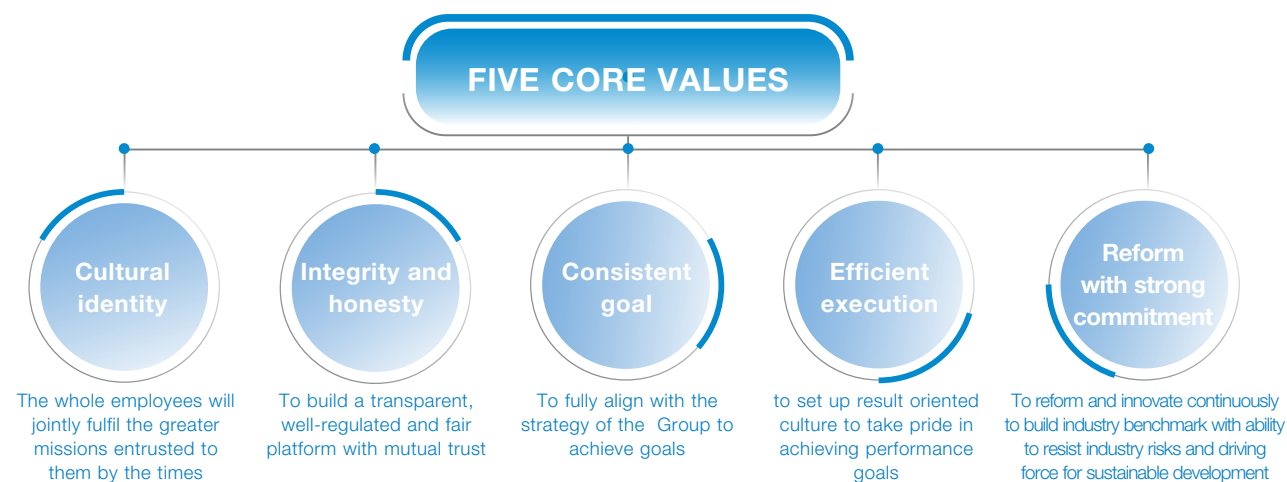 FIVE CORE VALUES
Cultural
identity
The whole employees will
jointly fulfil the greater
missions entrusted to
them by the times
Integrity and
honesty
To build a transparent,
well-regulated and fair
platform with mutual trust
Consistent
goal
To fully align with the
strategy of the Group to
achieve goals
Efficient
execution
to set up result oriented
culture to take pride in
achieving performance
goals
Reform
with strong
commitment
To reform and innovate continuously
to build industry benchmark with ability
to resist industry risks and driving
force for sustainable development